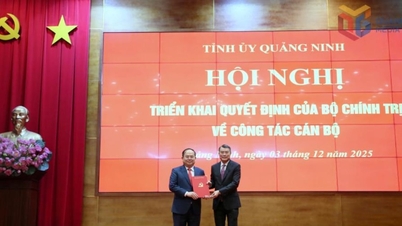 TỈNH ỦY QUẢNG NINH
HỘI NGHỊ
TRIỂN KHAI QUYẾT ĐỊNH CỦA BỘ CHÍNH TRỊ
VỀ CÔNG TÁC CÁN BỘ
ngày 03 tháng 12 năm 2025